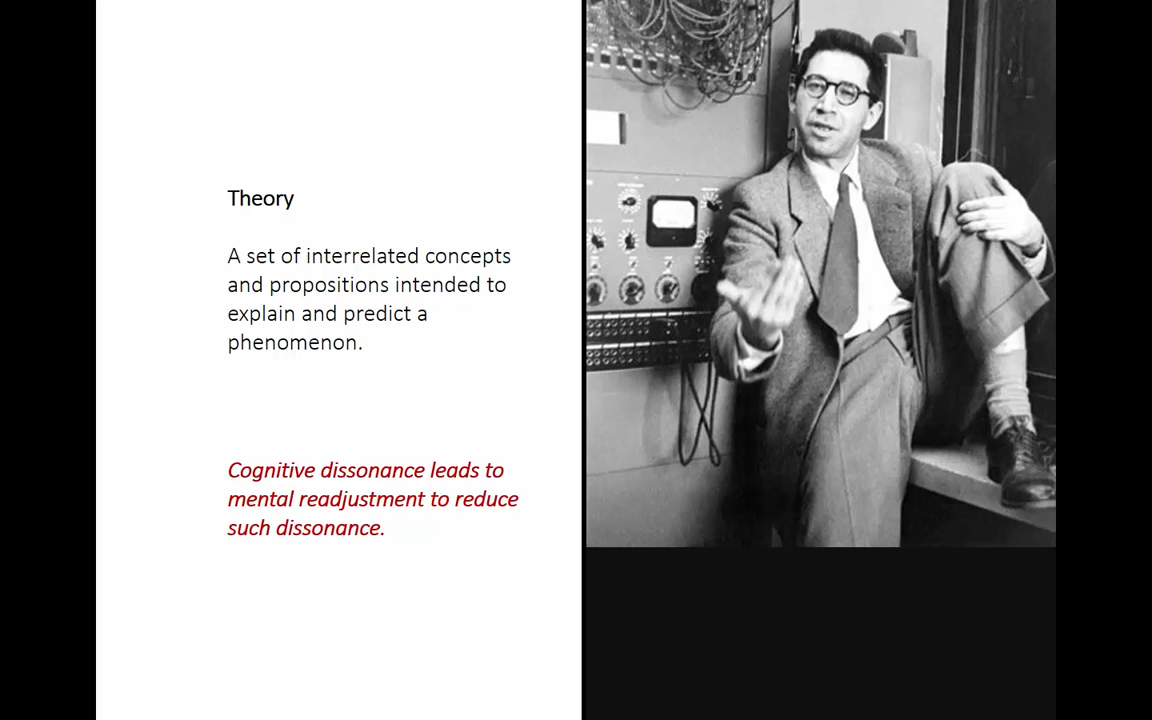 Theory
A set of interrelated concepts
and propositions intended to
explain and predict a
phenomenon.
Cognitive dissonance leads to
mental readjustment to reduce
such dissonance.